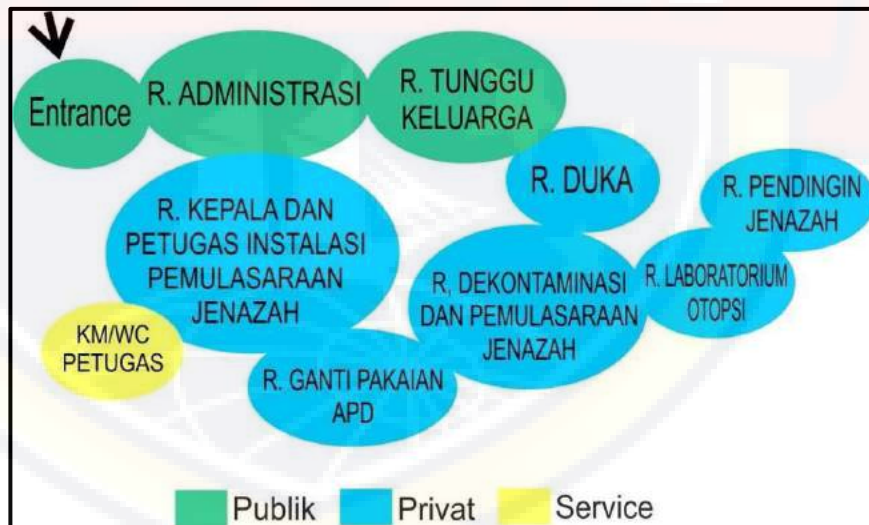 Entrance
R. ADMINISTRASI
R. TUNGGU
KELUARGA
R. DUKA
R. PENDINGIN
JENAZAH
R. KEPALA DAN
PETUGAS INSTALASI
PEMULASARAAN
JENAZAH
R, DEKONTAMINASI
DAN PEMULASARAAN
JENAZAH
R. LABORATORIUM
OTOPSI
KM/WC
PETUGAS
R. GANTI PAKAIAN
APD
Publik
Privat
Service